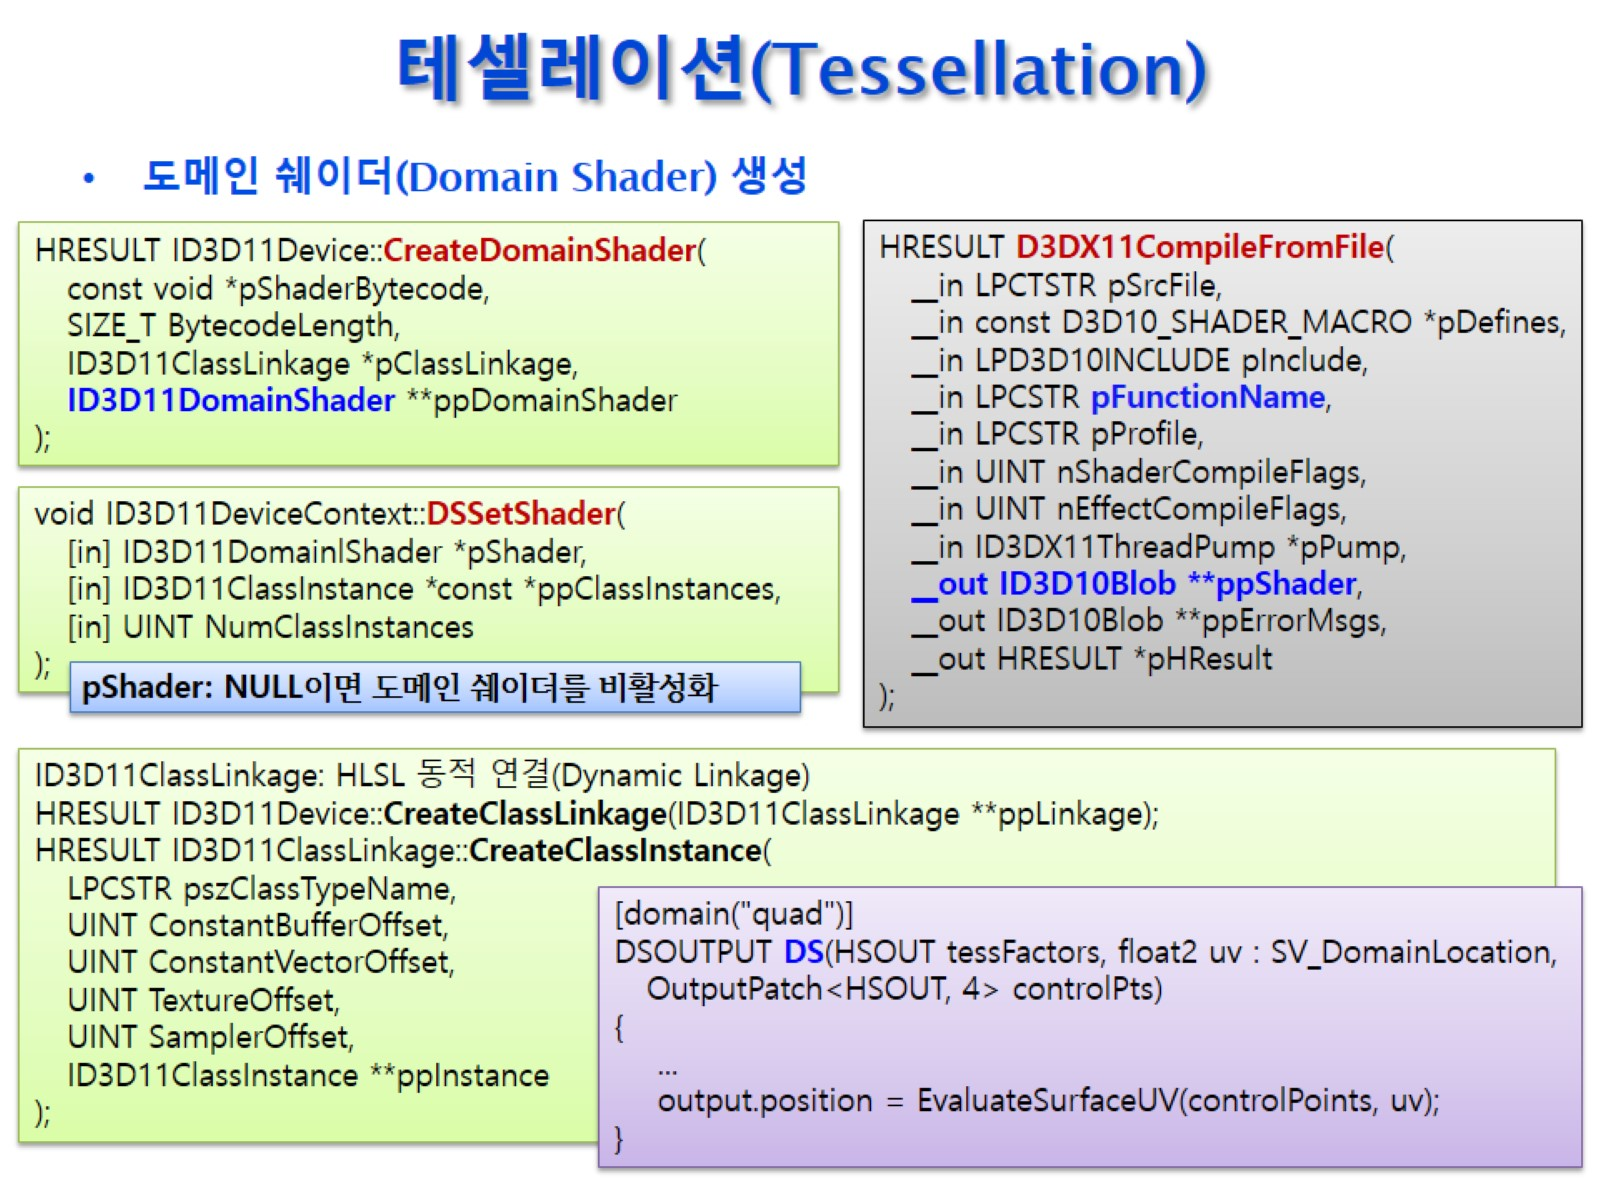 테셀레이션(Tessellation)
• 도메인 쉐이더(Domain Shader) 생성
HRESULT ID3D11Device::CreateDomainShader(
const void *pShaderBytecode,
SIZE_T BytecodeLength,
ID3D11ClassLinkage *pClassLinkage,
ID3D11DomainShader **ppDomainShader
);
void ID3D11DeviceContext::DSSetShader(
[in] ID3D11DomainlShader *pShader,
[in] ID3D11ClassInstance *const *ppClassInstances,
[in] UINT NumClassInstances
);
pShader: NULL이면 도메인 쉐이더를 비활성화
HRESULT D3DX11CompileFromFile(
__in LPCTSTR pSrcFile,
__in const D3D10_SHADER_MACRO *pDefines,
__in LPD3D10INCLUDE pInclude,
__in LPCSTR pFunctionName,
__in LPCSTR pProfile,
__in UINT nShaderCompileFlags,
__in UINT nEffectCompileFlags,
__in ID3DX11ThreadPump *pPump,
__out ID3D10Blob **ppShader,
__out ID3D10Blob **ppErrorMsgs,
__out HRESULT *pHResult
);
ID3D11ClassLinkage: HLSL 동적 연결(Dynamic Linkage)
HRESULT ID3D11Device::CreateClassLinkage(ID3D11ClassLinkage **ppLinkage);
HRESULT ID3D11ClassLinkage::CreateClassInstance(
LPCSTR pszClassTypeName,
UINT ConstantBufferOffset,
UINT ConstantVectorOffset,
UINT TextureOffset,
UINT SamplerOffset,
ID3D11ClassInstance **ppInstance
);
[domain("quad")]
DSOUTPUT DS(HSOUT tessFactors, float2 uv : SV_DomainLocation,
OutputPatch<HSOUT, 4> controlPts)
{
...
output.position = EvaluateSurfaceUV(controlPoints, uv);
}